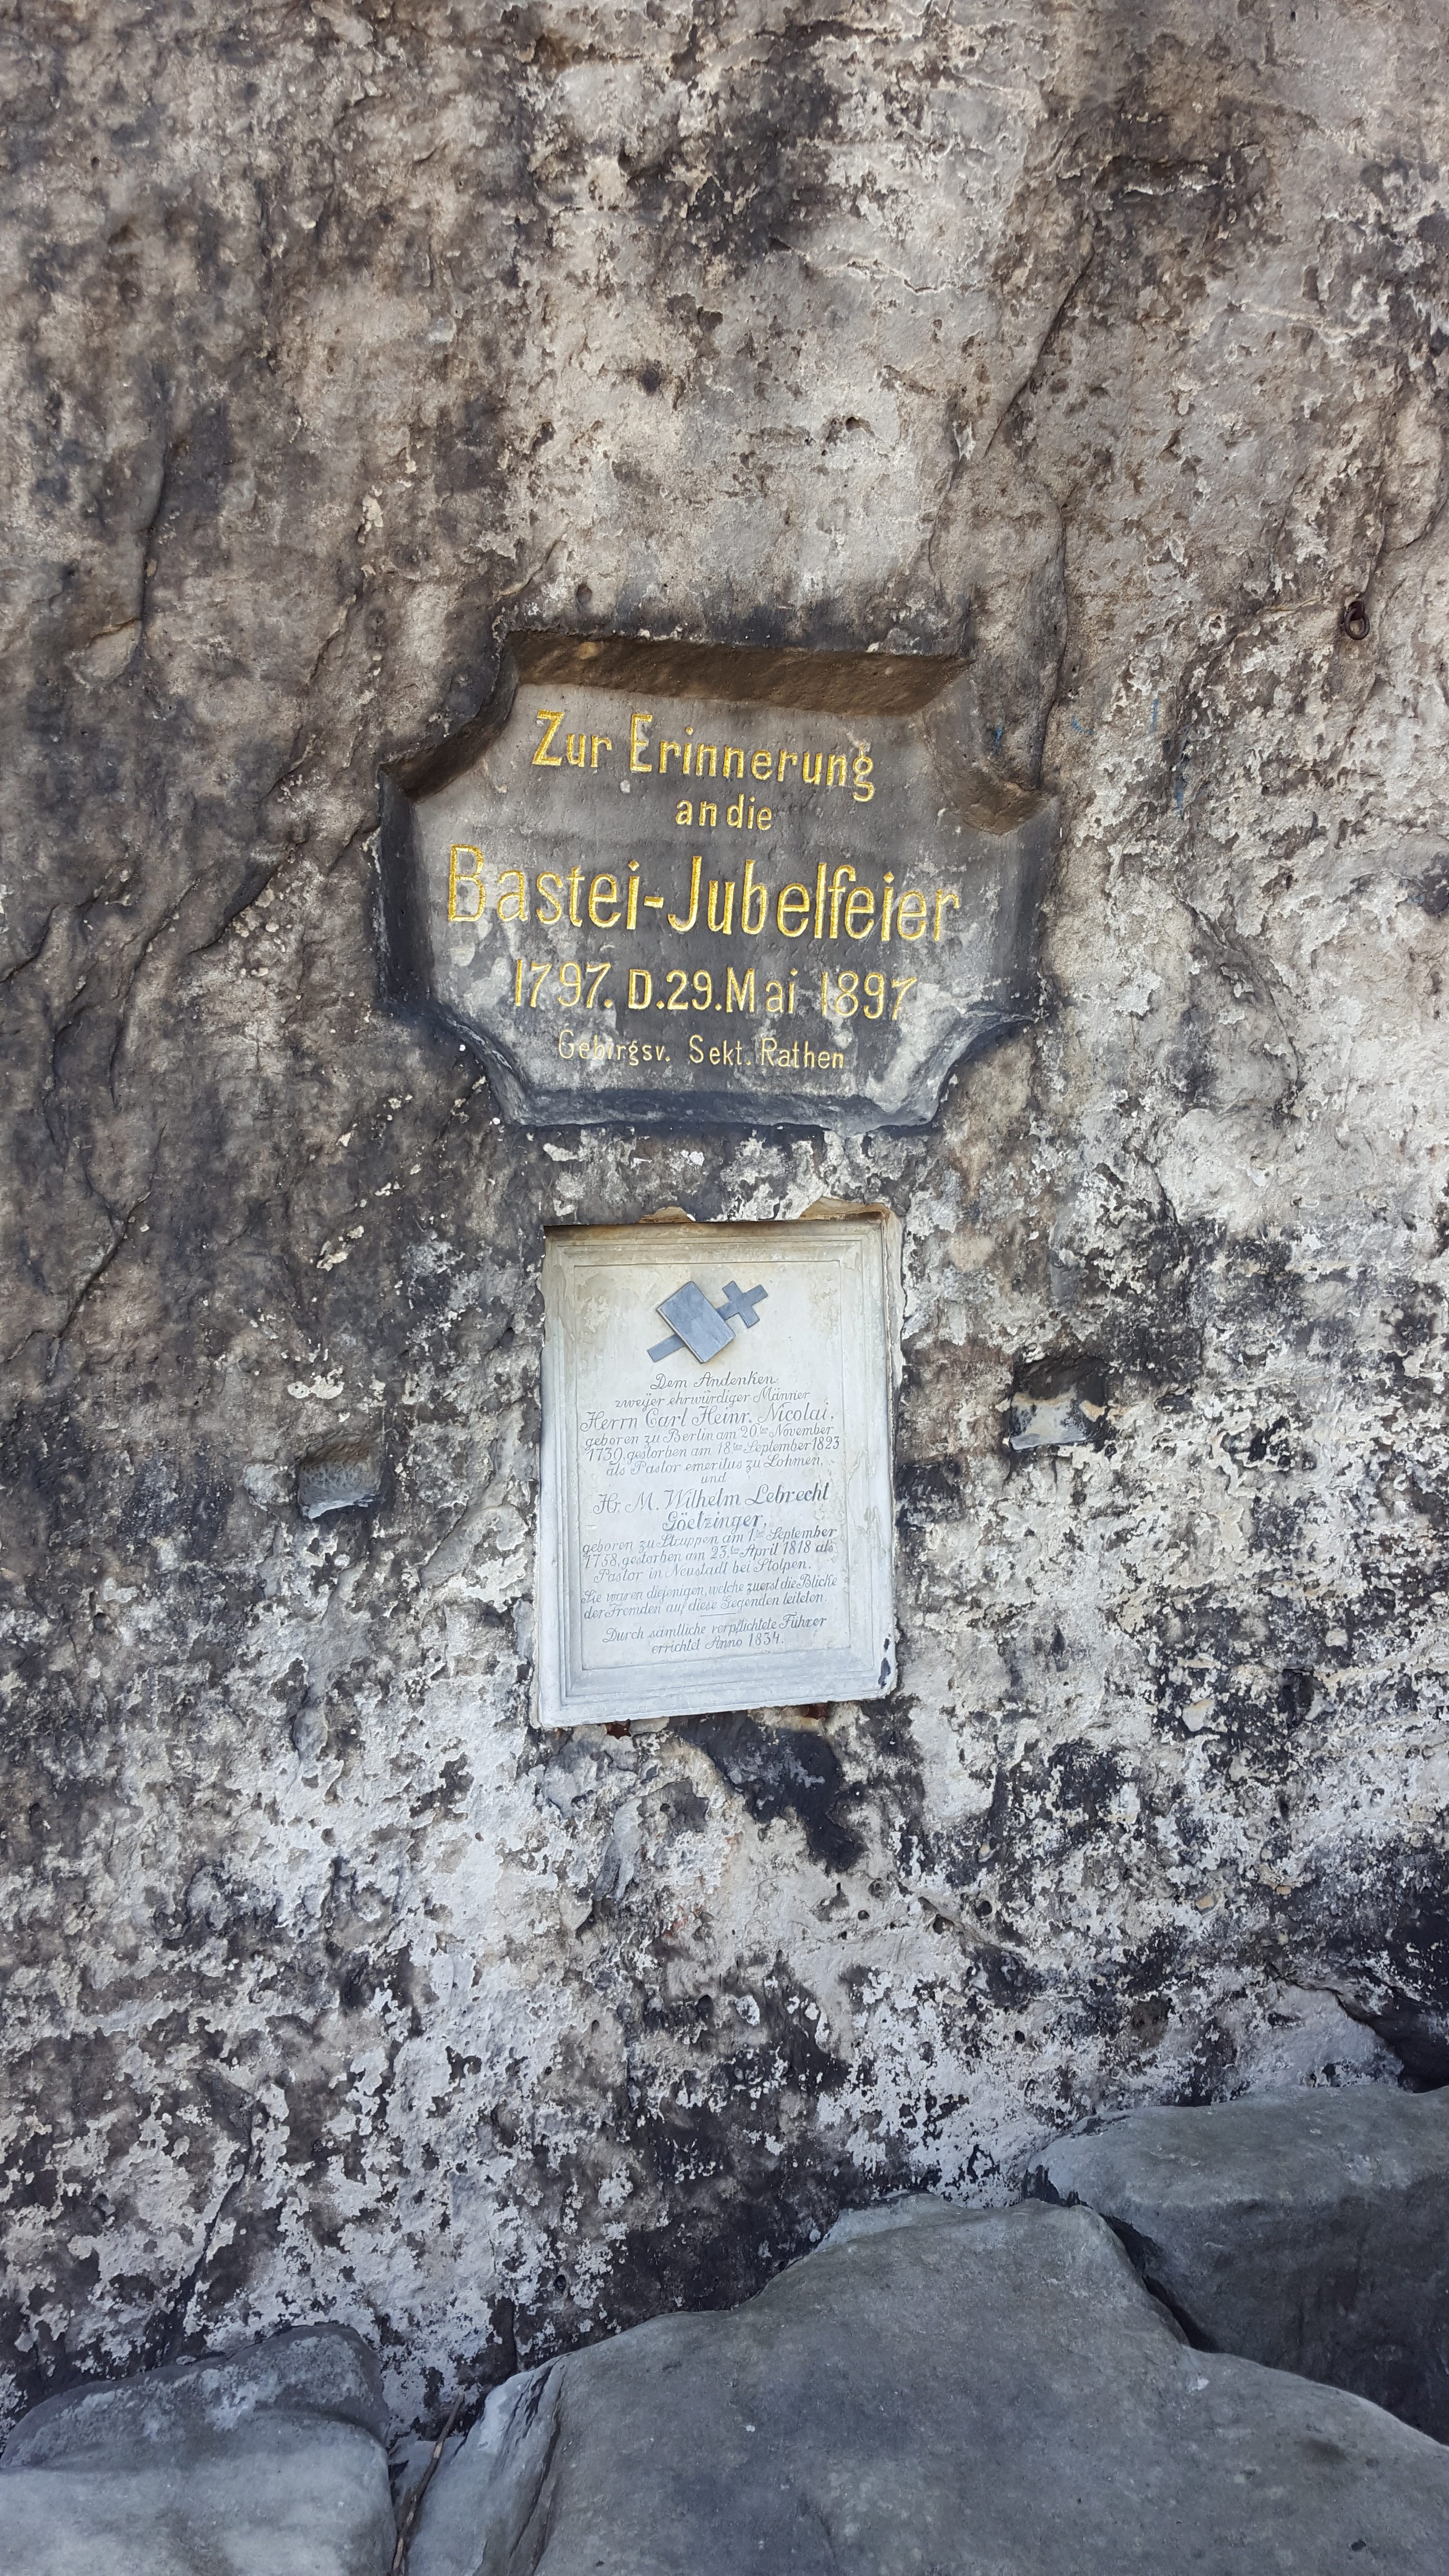 Zur Erinnerung
an die
Bastei-Jubelfeier
1797. D. 29. Mai 1897
Gebirgsv. Sekt. Rathen
Dem Andenken
zweyer ehrwürdiger Männer
Herrn Carl Heinr. Nicolai,
geboren zu Berlin am 20ten November
1739, gestorben am 18ten September 1823
als Pastor emeritus zu Lohmen,
und
H. M. Wilhelm Lebrecht
Göetzinger,
geboren zu Struppen am 1ten September
1758, gestorben am 23ten April 1818 als
Pastor in Neustadt bei Stolpen.
Sie waren diejenigen, welche zuerst die Blicke
der Fremden auf diese Gegenden leiteten.
Durch sämtliche verpflichtete Führer
errichtet Anno 1834.